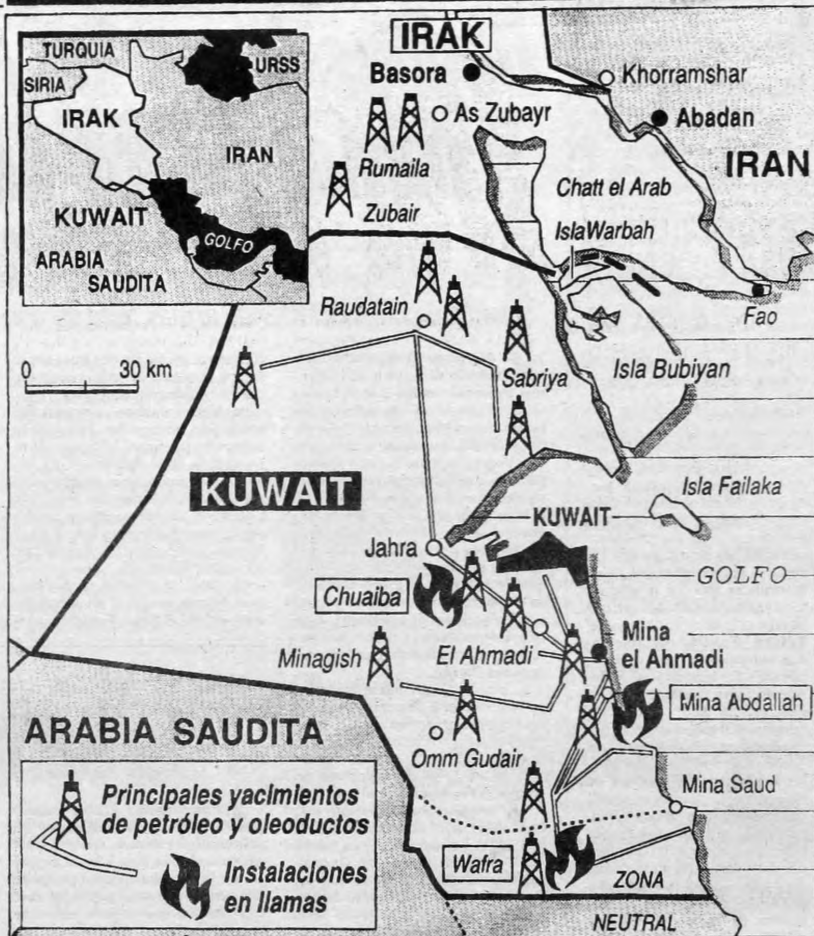 TURQUIA
URSS
SIRIA
IRAK
IRAN
KUWAIT
GOLFO
ARABIA
SAUDITA
IRAK
Basora
Khorramshar
As Zubayr
Abadan
Rumaila
IRAN
Zubair
Chatt el Arab
IslaWarbah
Raudatain
Fao
0 30 km
Sabriya
Isla Bubiyan
KUWAIT
Isla Failaka
KUWAIT
Jahra
GOLFO
Chuaiba
Mina
el Ahmadi
Minagish
El Ahmadi
Mina Abdallah
ARABIA SAUDITA
Omm Gudair
Mina Saud
Principales yacimientos
de petróleo y oleoductos
Wafra
Instalaciones
en llamas
ZONA
NEUTRAL